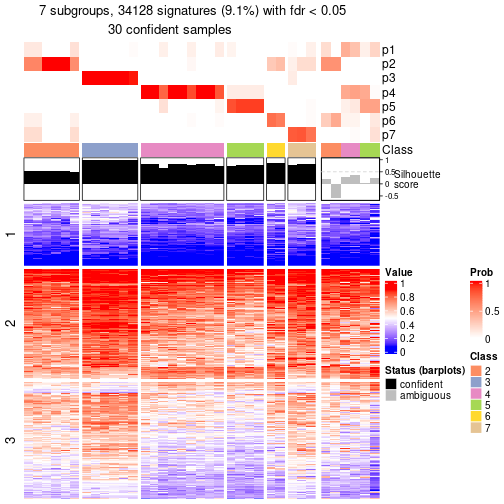 7 subgroups, 34128 signatures (9.1%) with fdr < 0.05
30 confident samples
p1
p2
p3
p4
p5
p6
p7
Class
1
0.5
0
-0.5
Silhouette
score
1
2
3
Value
1
0.8
0.6
0.4
0.2
0
Prob
1
0.5
0
Status (barplots)
confident
ambiguous
Class
2
3
4
5
6
7